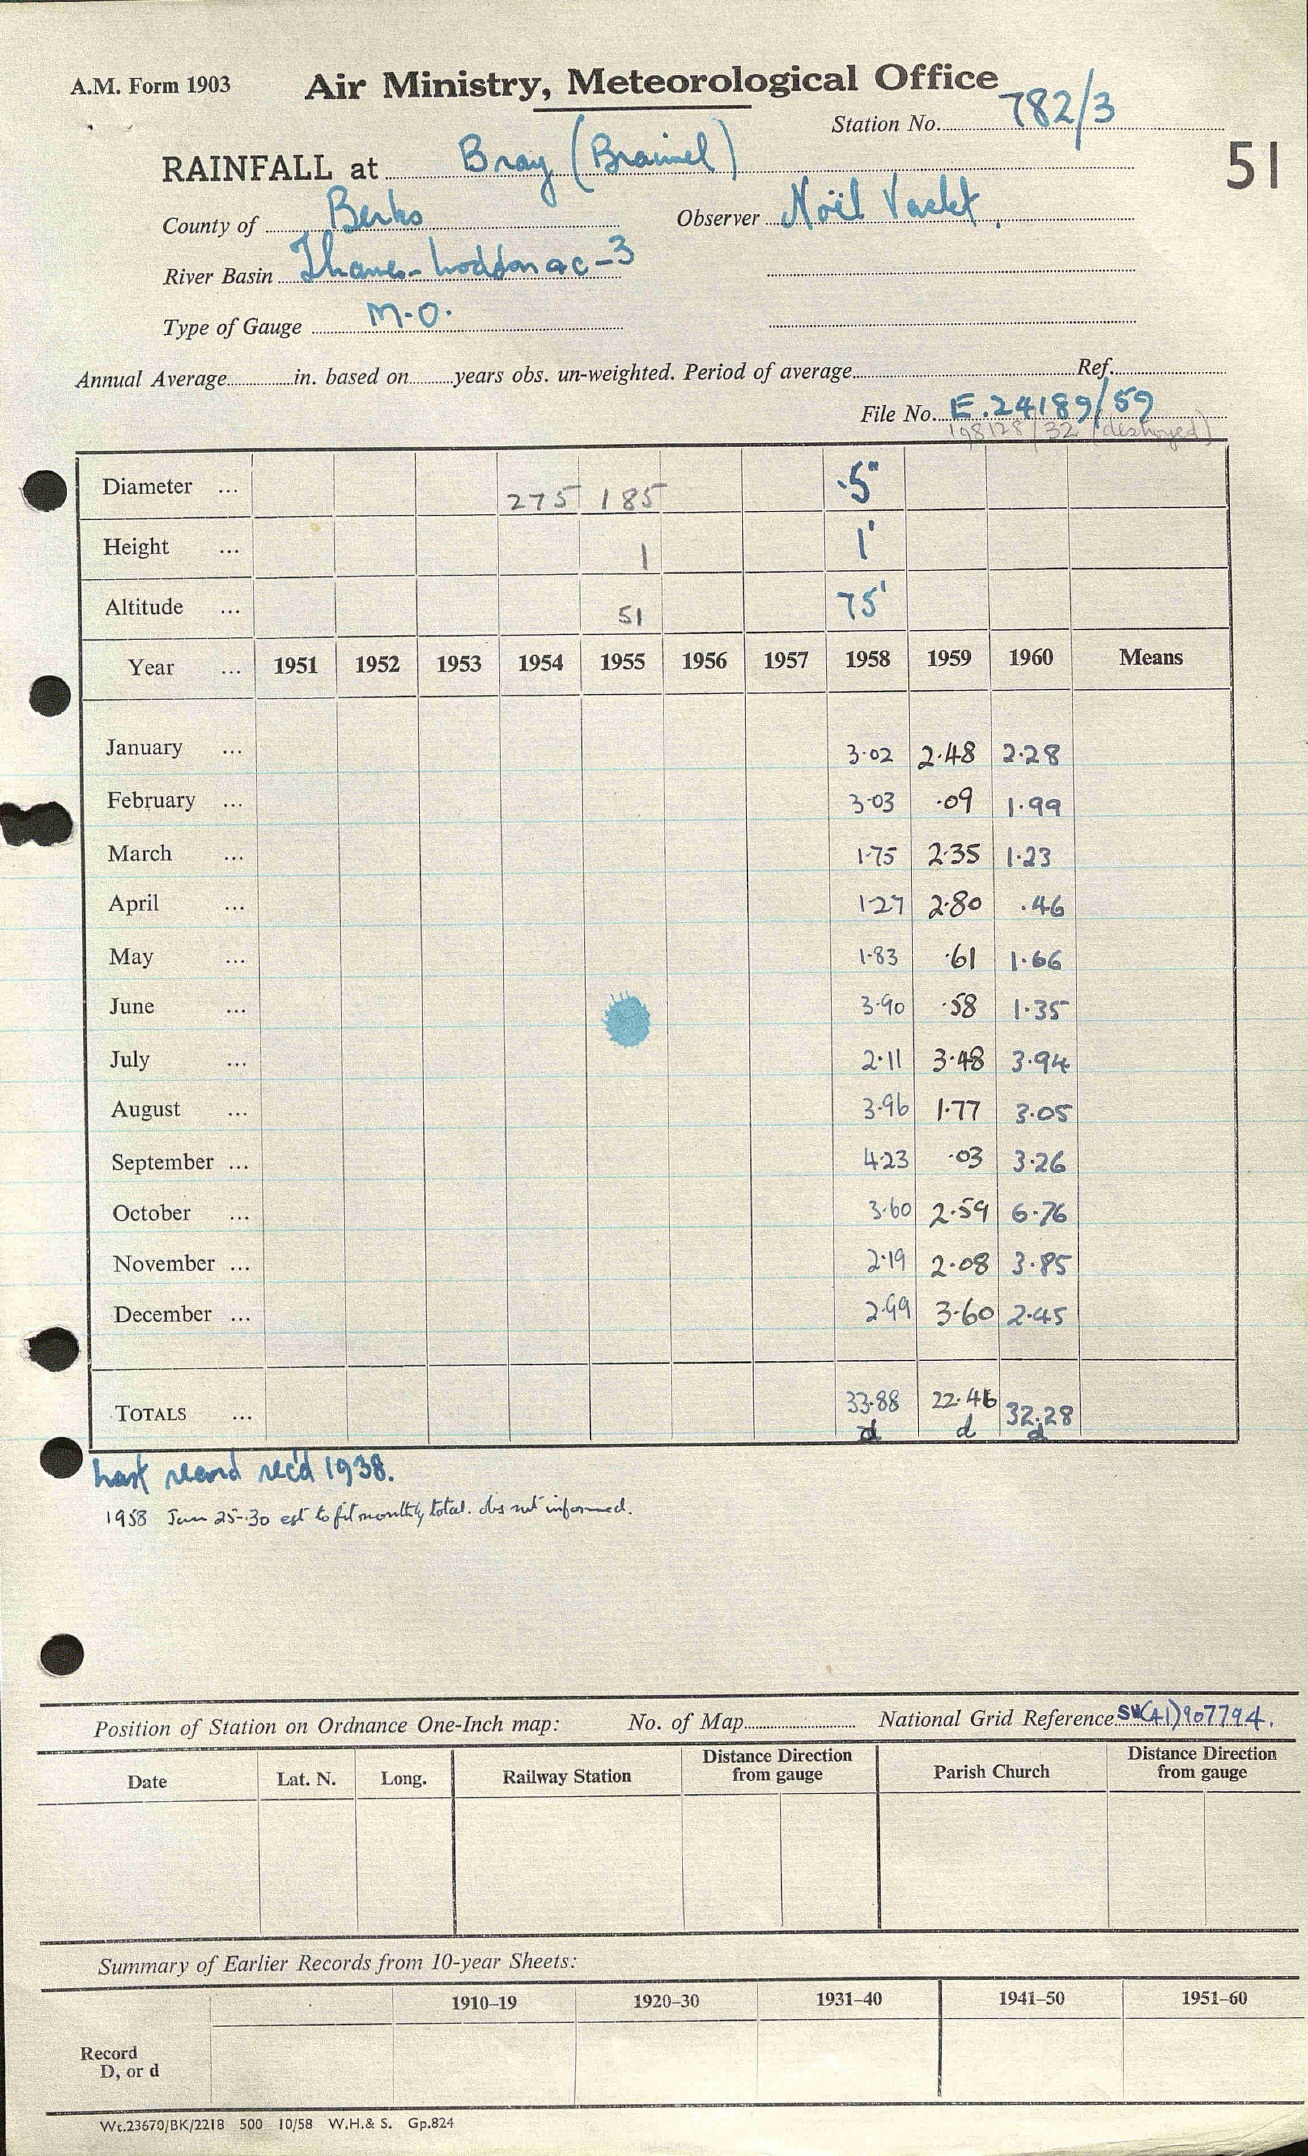 A.M. Form 1903 Air Ministry, Meteorological Office
Station No. 782/3
51
RAINFALL at Bray (
County of Berks Observer Noël
River Basin Thames-Loddon &c-3
Type of Gauge M.O.
Annual Average in. based on years obs. un-weighted. Period of average Ref.
File No. E.24189/59
198128/32 (destroyed)
Diameter ... 275 185 .5"
Height ... 1 1'
Altitude ... 51 75'
Year ... 1951 1952 1953 1954 1955 1956 1957 1958 1959 1960 Means
January ... 3.02 2.48 2.28
February ... 3.03 .09 1.99
March ... 1.75 2.35 1.23
April ... 1.27 2.80 .46
May ... 1.83 .61 1.66
June ... 3.90 .58 1.35
July ... 2.11 3.48 3.94
August ... 3.96 1.77 3.05
September ... 4.23 .03 3.26
October ... 3.60 2.59 6.76
November ... 2.19 2.08 3.85
December ... 2.99 3.60 2.45
TOTALS ... 33.88 22.46 32.28
d d d
Last record rec'd 1938.
1958 Jan 25-30 est to fit monthly total. obs not informed.
Position of Station on Ordnance One-Inch map: No. of Map National Grid Reference SU(41)907794.
Date Lat. N. Long. Railway Station Distance Direction from gauge Parish Church Distance Direction from gauge
Summary of Earlier Records from 10-year Sheets:
1910–19 1920–30 1931–40 1941–50 1951–60
Record
D, or d
Wt.23670/BK/2218 500 10/58 W.H.& S. Gp.824